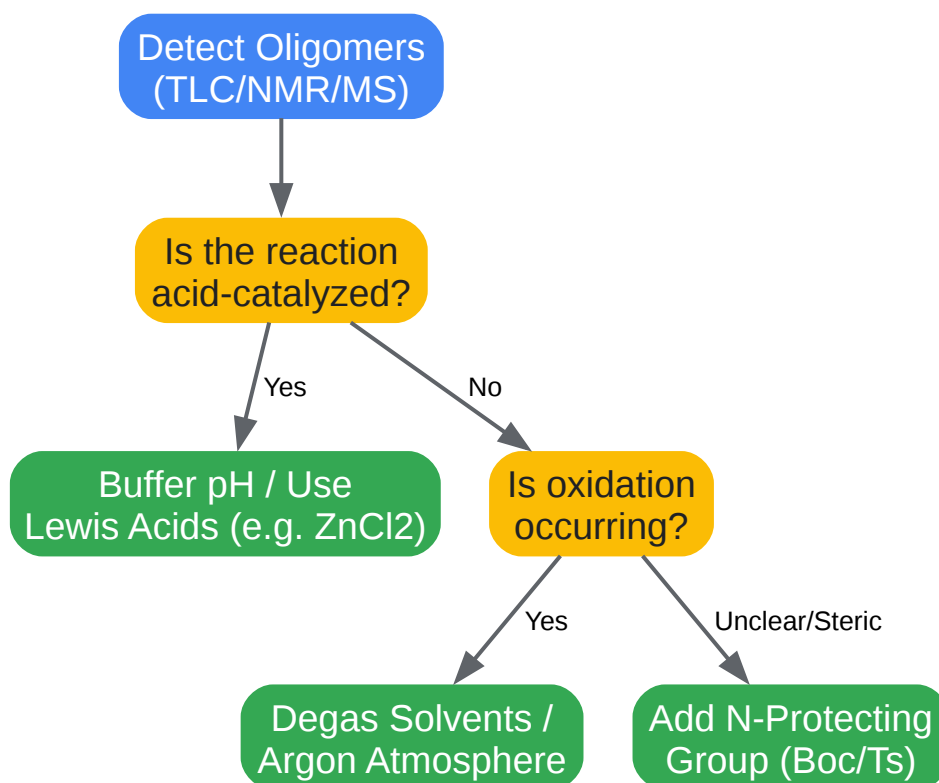 Detect Oligomers
(TLC/NMR/MS)
Is the reaction
acid-catalyzed?
Yes
No
Buffer pH / Use
Lewis Acids (e.g. ZnCl2)
Is oxidation
occurring?
Yes
Unclear/Steric
Degas Solvents /
Argon Atmosphere
Add N-Protecting
Group (Boc/Ts)